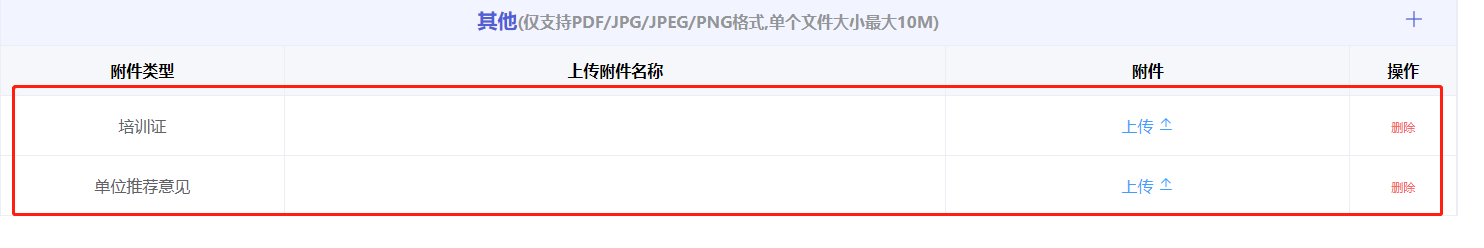 其他(仅支持PDF/JPG/JPEG/PNG格式,单个文件大小最大10M)
附件类型 上传附件名称 附件 操作
培训证 上传 删除
单位推荐意见 上传 删除